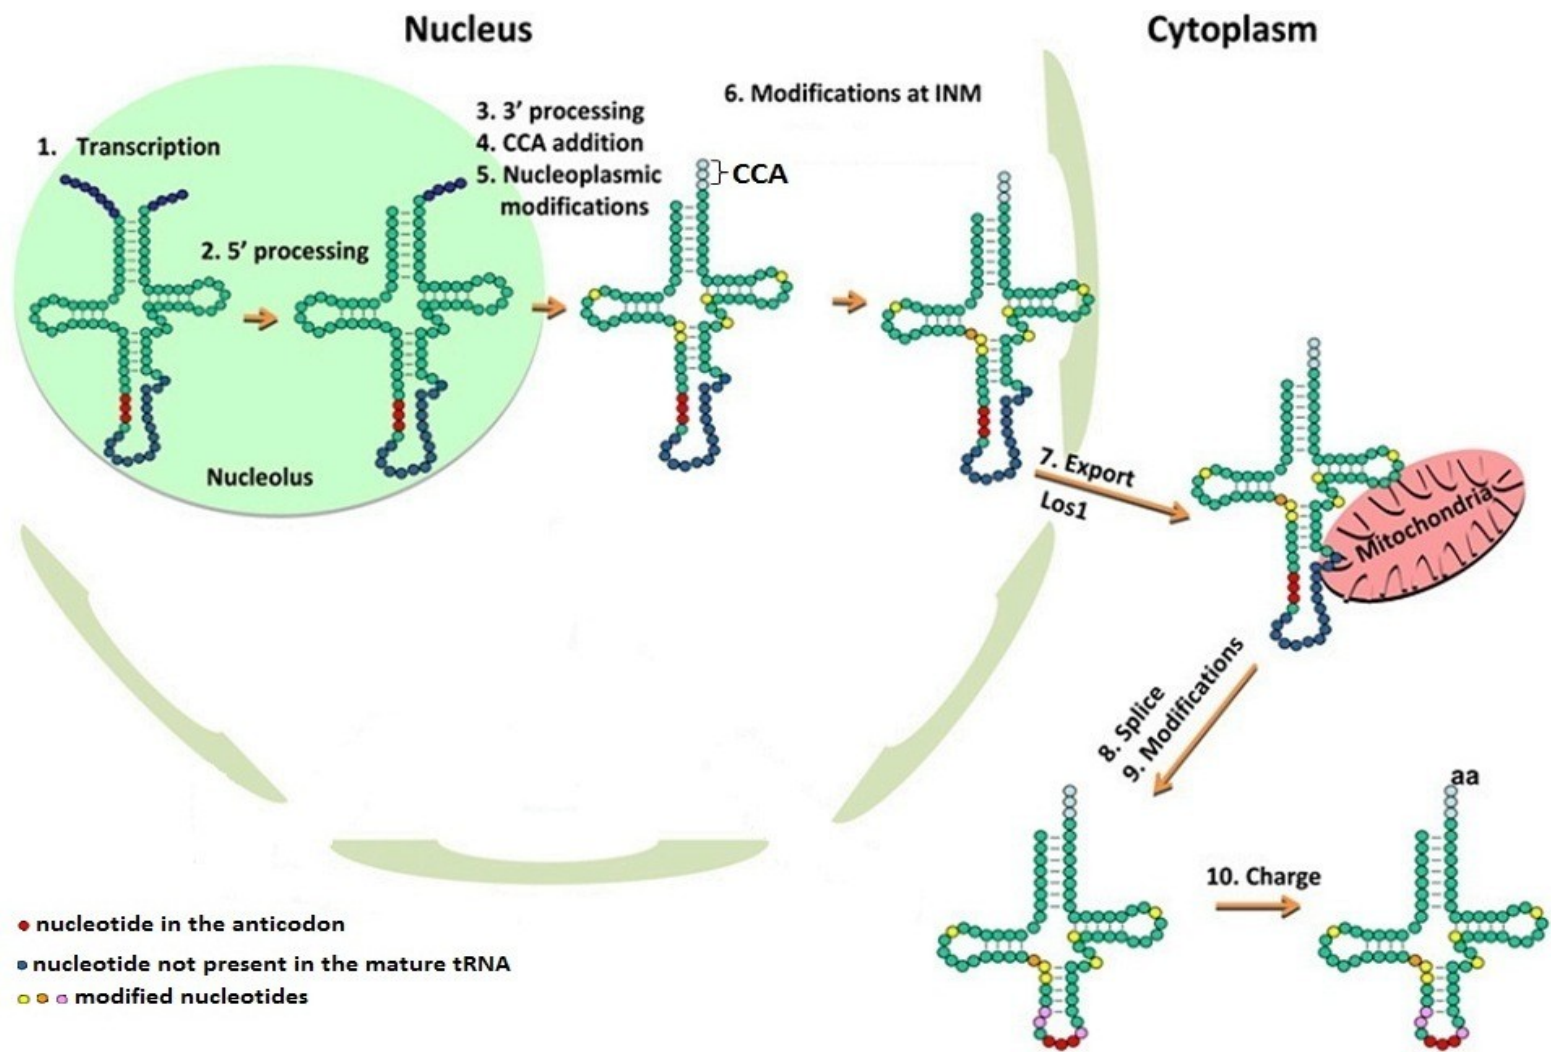 Nucleus
Cytoplasm
1. Transcription
2. 5’ processing
3. 3’ processing
4. CCA addition
5. Nucleoplasmic
modifications
CCA
6. Modifications at INM
Nucleolus
7. Export
Los1
Mitochondria
8. Splice
9. Modifications
10. Charge
aa
nucleotide in the anticodon
nucleotide not present in the mature tRNA
modified nucleotides